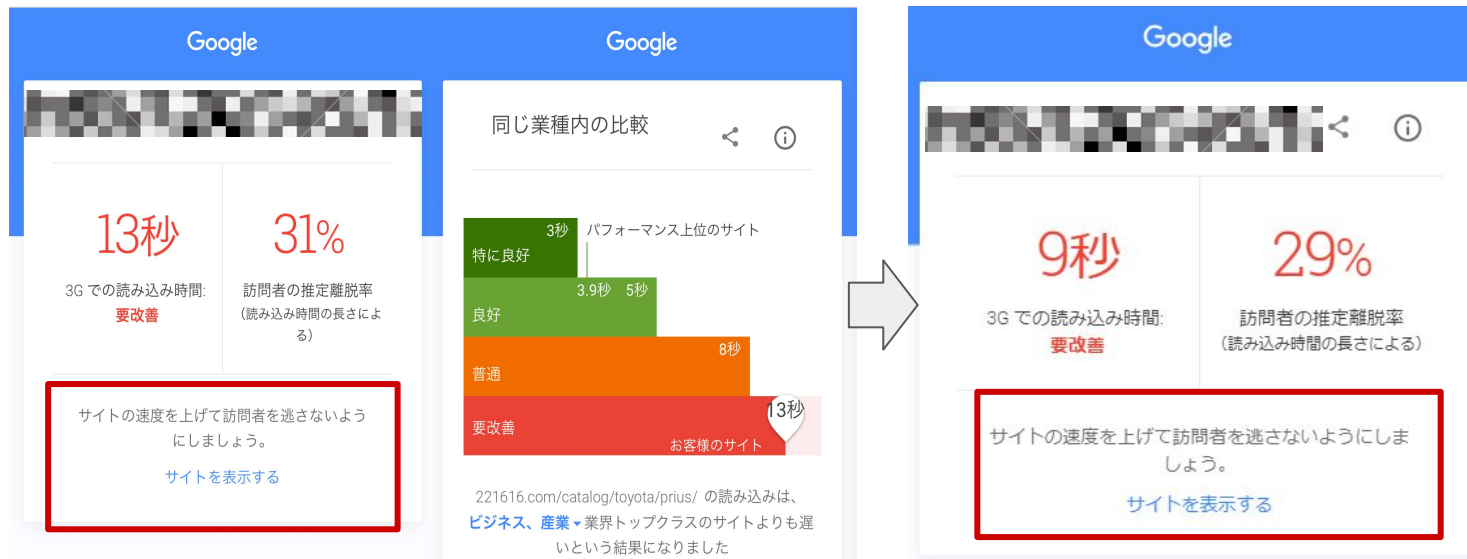 Google
13秒
3G での読み込み時間:
要改善
31%
訪問者の推定離脱率
(読み込み時間の長さによ
る)
サイトの速度を上げて訪問者を逃さないよう
にしましょう。
サイトを表示する
Google
同じ業種内の比較
3秒
パフォーマンス上位のサイト
特に良好
3.9秒 5秒
良好
8秒
普通
13秒
要改善
お客様のサイト
221616.com/catalog/toyota/prius/ の読み込みは、
ビジネス、産業 業界トップクラスのサイトよりも遅
いという結果になりました
Google
9秒
3G での読み込み時間:
要改善
29%
訪問者の推定離脱率
(読み込み時間の長さによる)
サイトの速度を上げて訪問者を逃さないようにしま
しょう。
サイトを表示する